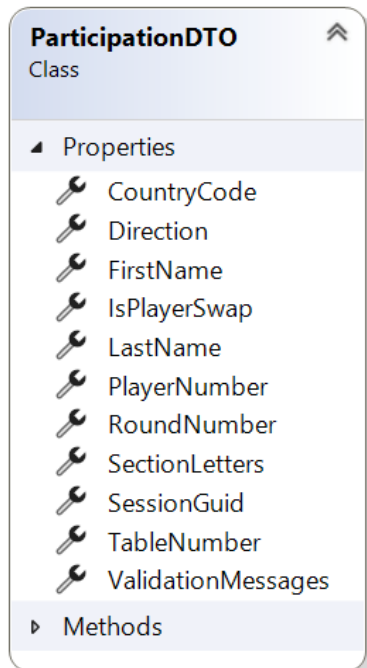 ParticipationDTO
Class
Properties
CountryCode
Direction
FirstName
IsPlayerSwap
LastName
PlayerNumber
RoundNumber
SectionLetters
SessionGuid
TableNumber
ValidationMessages
Methods